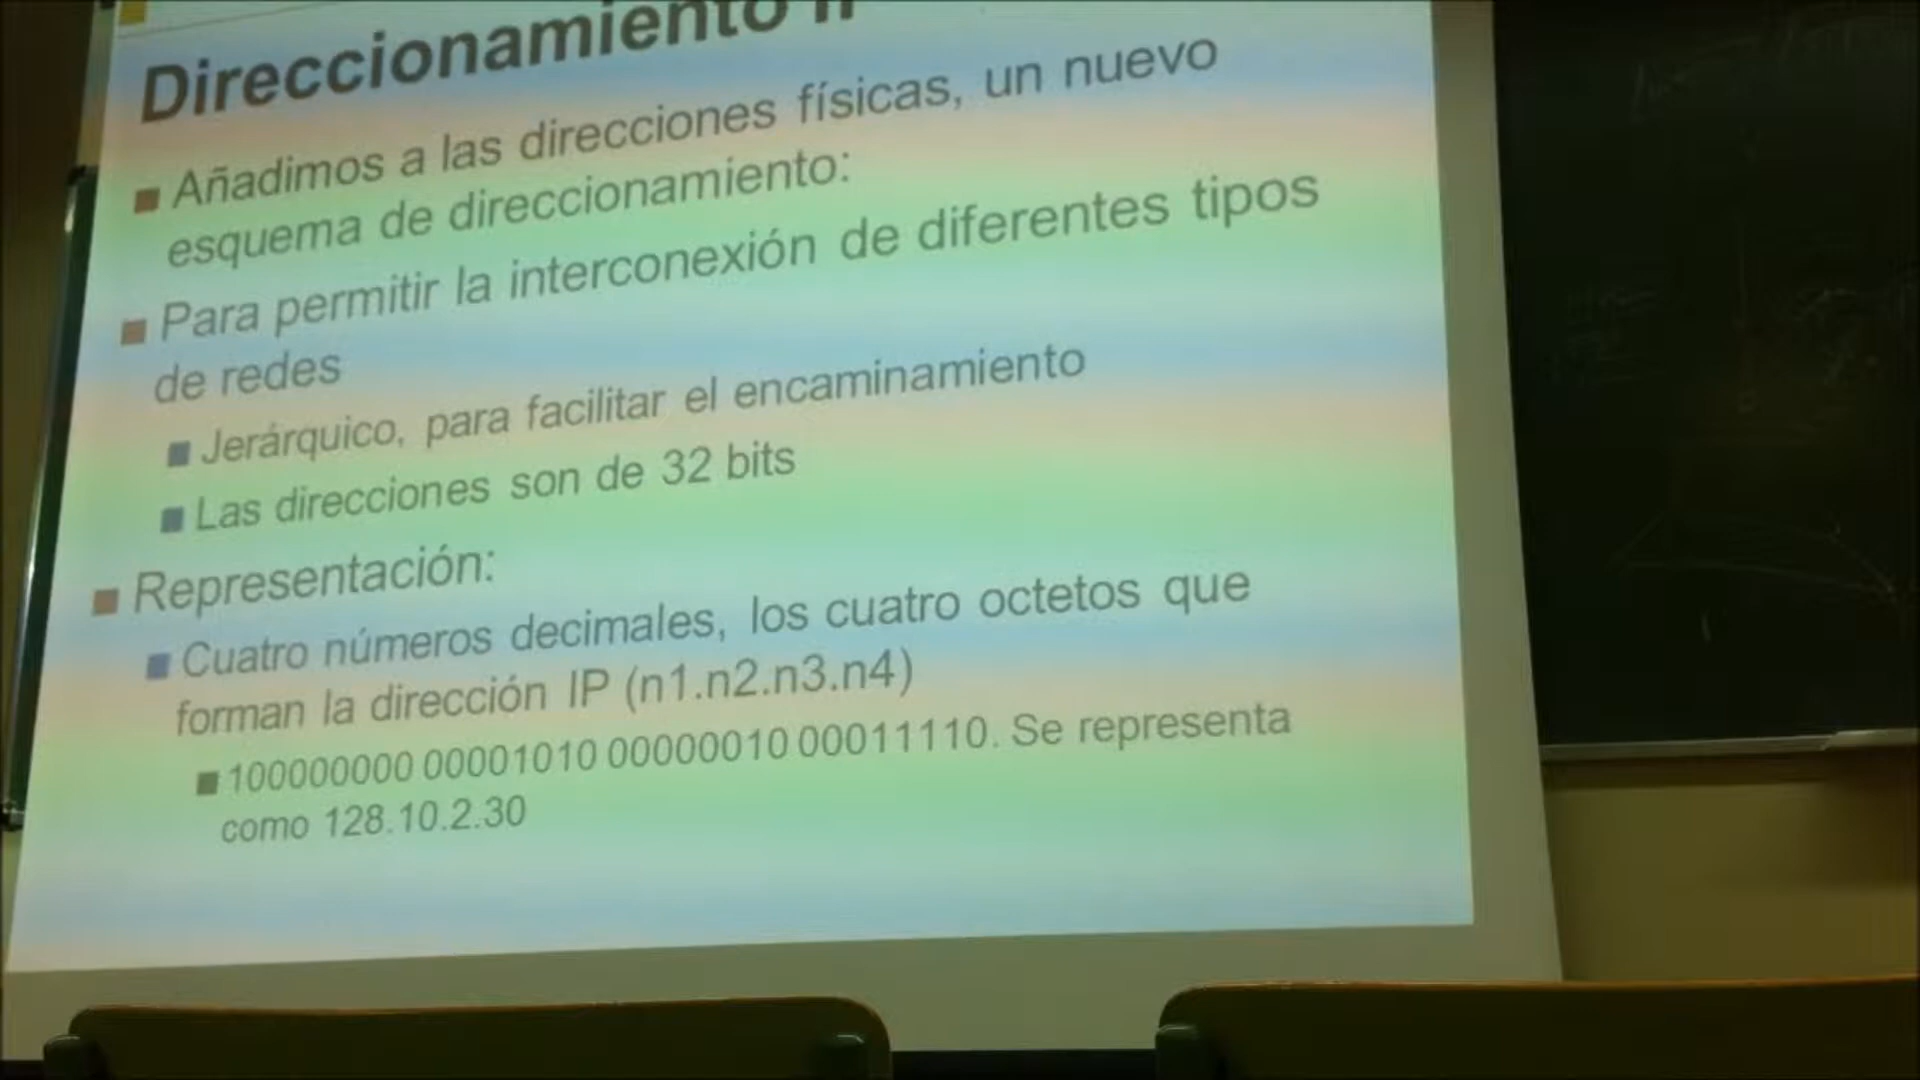 Direccionamiento IP
Añadimos a las direcciones físicas, un nuevo
esquema de direccionamiento:
Para permitir la interconexión de diferentes tipos
de redes
Jerárquico, para facilitar el encaminamiento
Las direcciones son de 32 bits
Representación:
Cuatro números decimales, los cuatro octetos que
forman la dirección IP (n1.n2.n3.n4)
100000000 00001010 00000010 00011110. Se representa
como 128.10.2.30